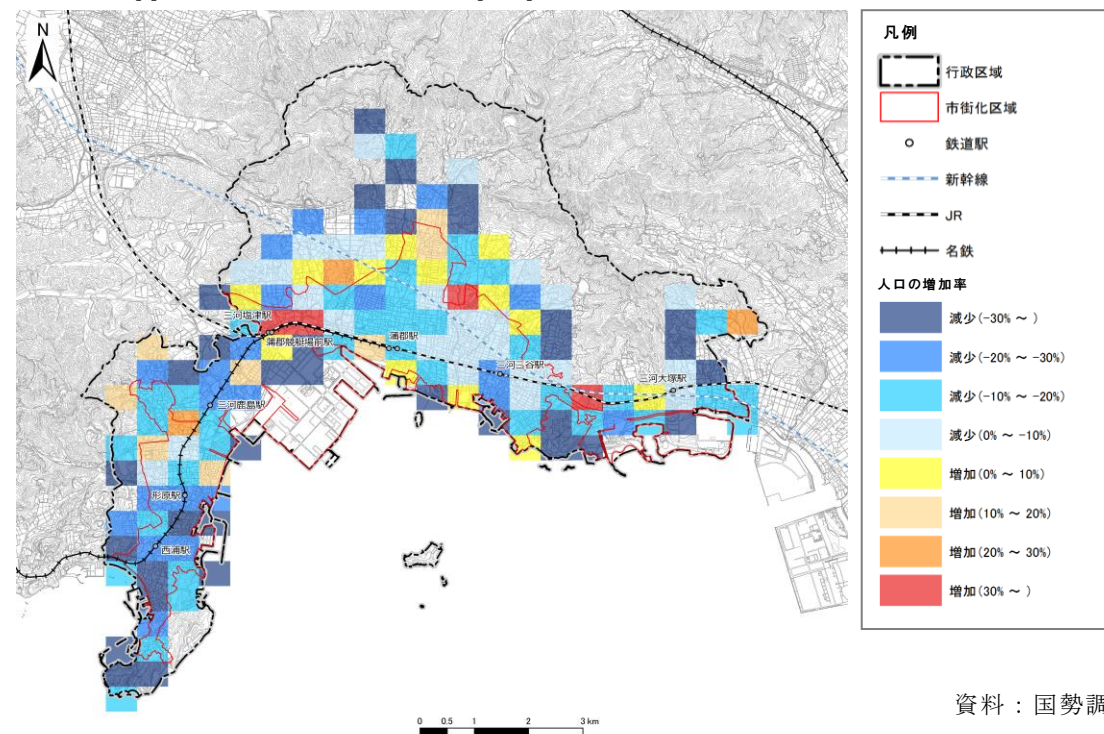 N
三河塩津駅
蒲郡競艇場前駅
蒲郡駅
三河三谷駅
三河大塚駅
三河鹿島駅
形原駅
西浦駅
0 0.5 1 2 3 km
凡例
行政区域
市街化区域
鉄道駅
新幹線
JR
名鉄
人口の増加率
減少(-30% ~ )
減少(-20% ~ -30%)
減少(-10% ~ -20%)
減少(0% ~ -10%)
増加(0% ~ 10%)
増加(10% ~ 20%)
増加(20% ~ 30%)
増加(30% ~ )
資料：国勢調